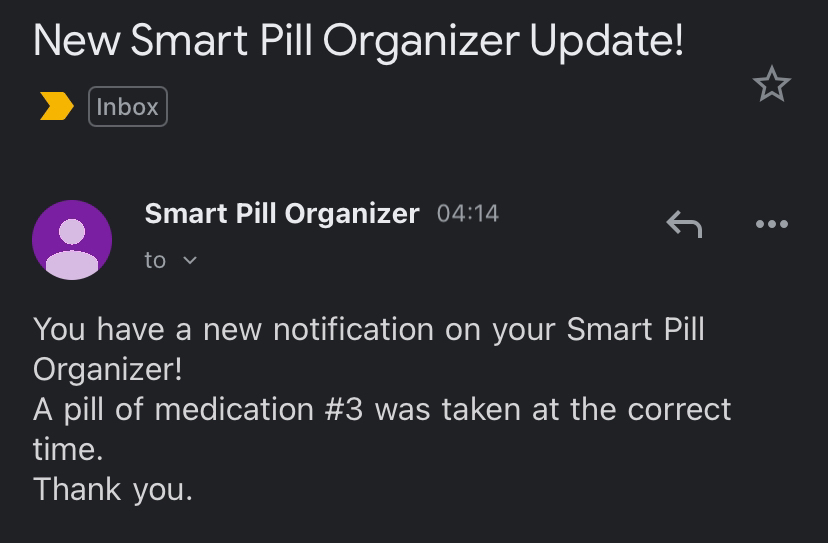 New Smart Pill Organizer Update!
Inbox
Smart Pill Organizer 04:14
to
You have a new notification on your Smart Pill
Organizer!
A pill of medication #3 was taken at the correct
time.
Thank you.